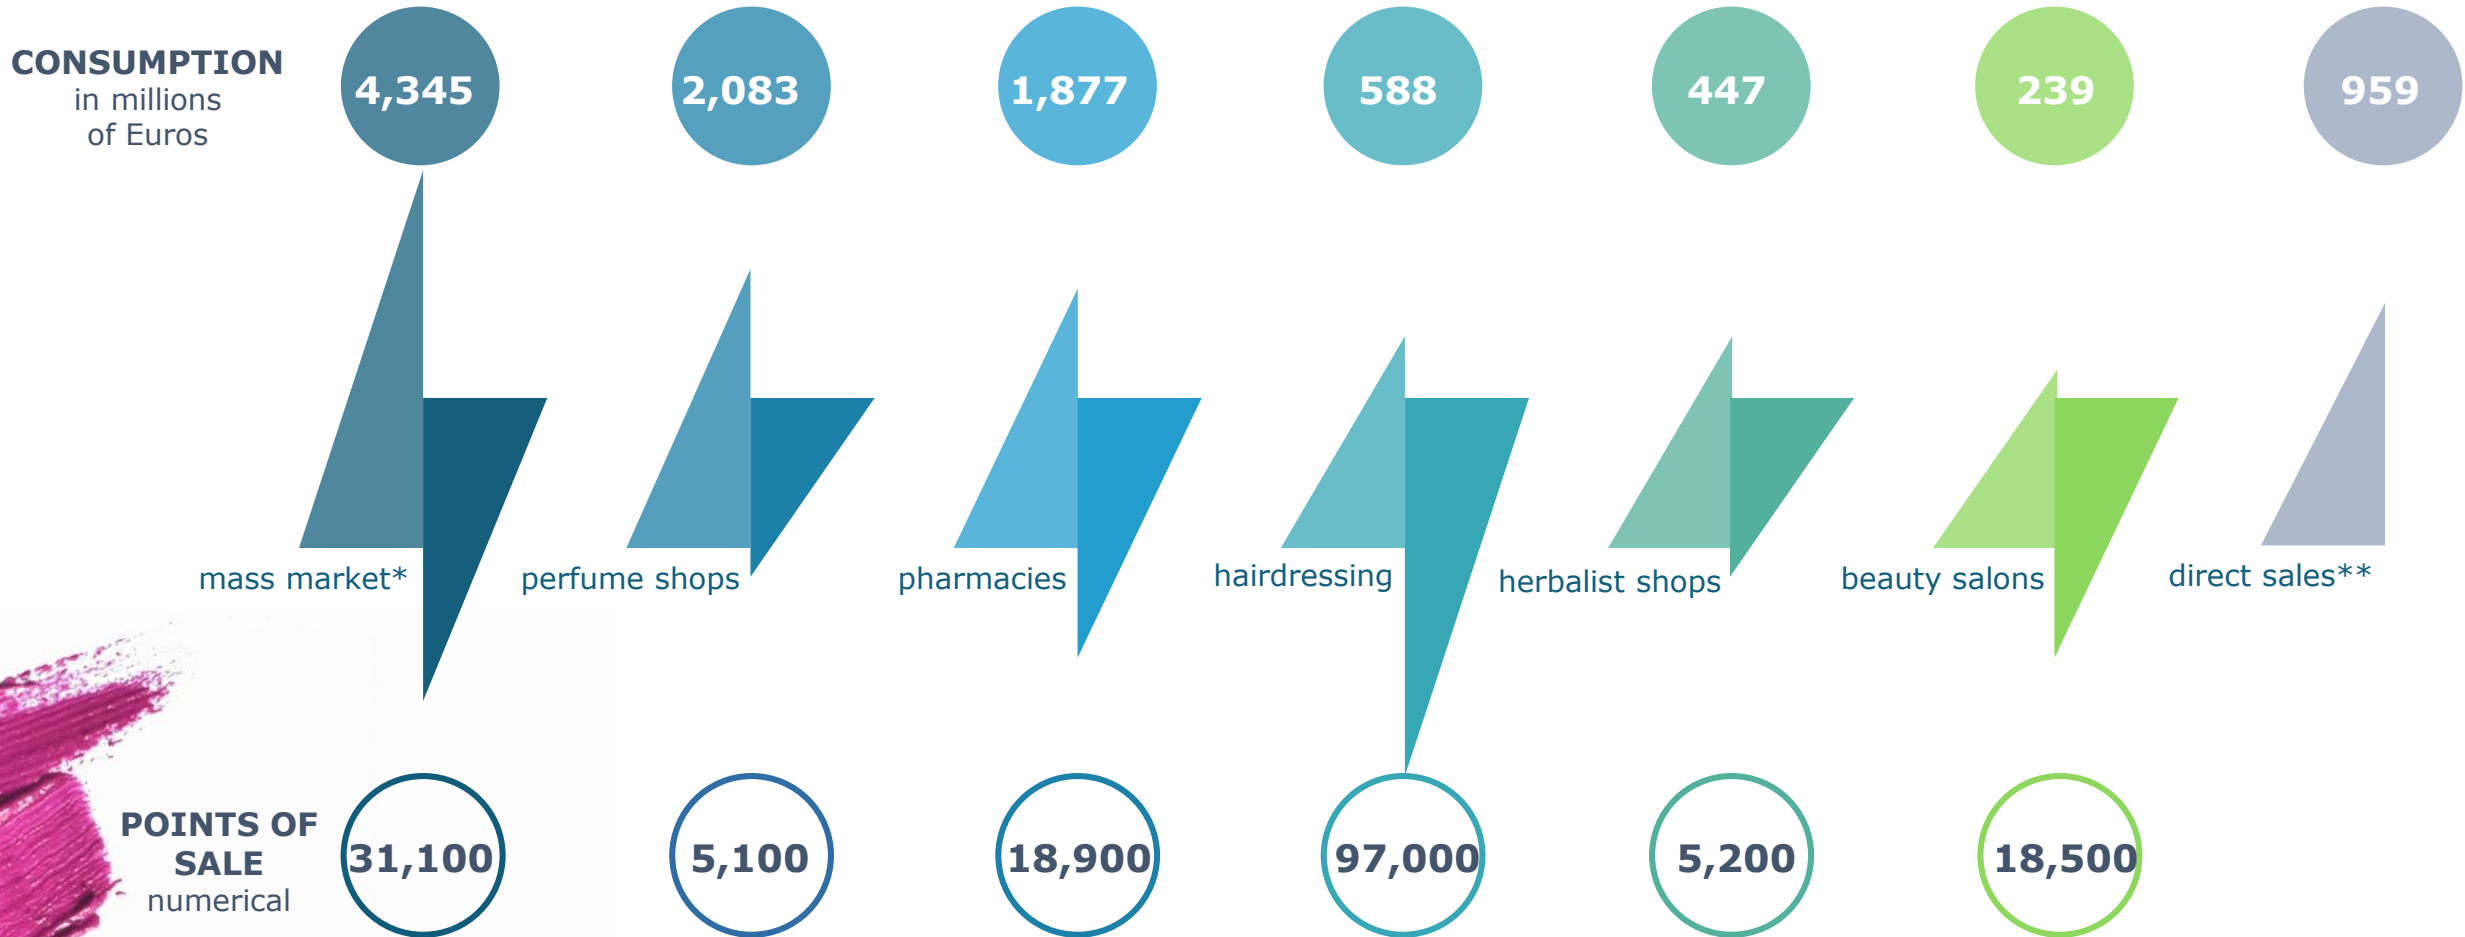 CONSUMPTION
in millions
of Euros
4,345
2,083
1,877
588
447
239
959
mass market*
perfume shops
pharmacies
hairdressing
herbalist shops
beauty salons
direct sales**
POINTS OF
SALE
numerical
31,100
5,100
18,900
97,000
5,200
18,500